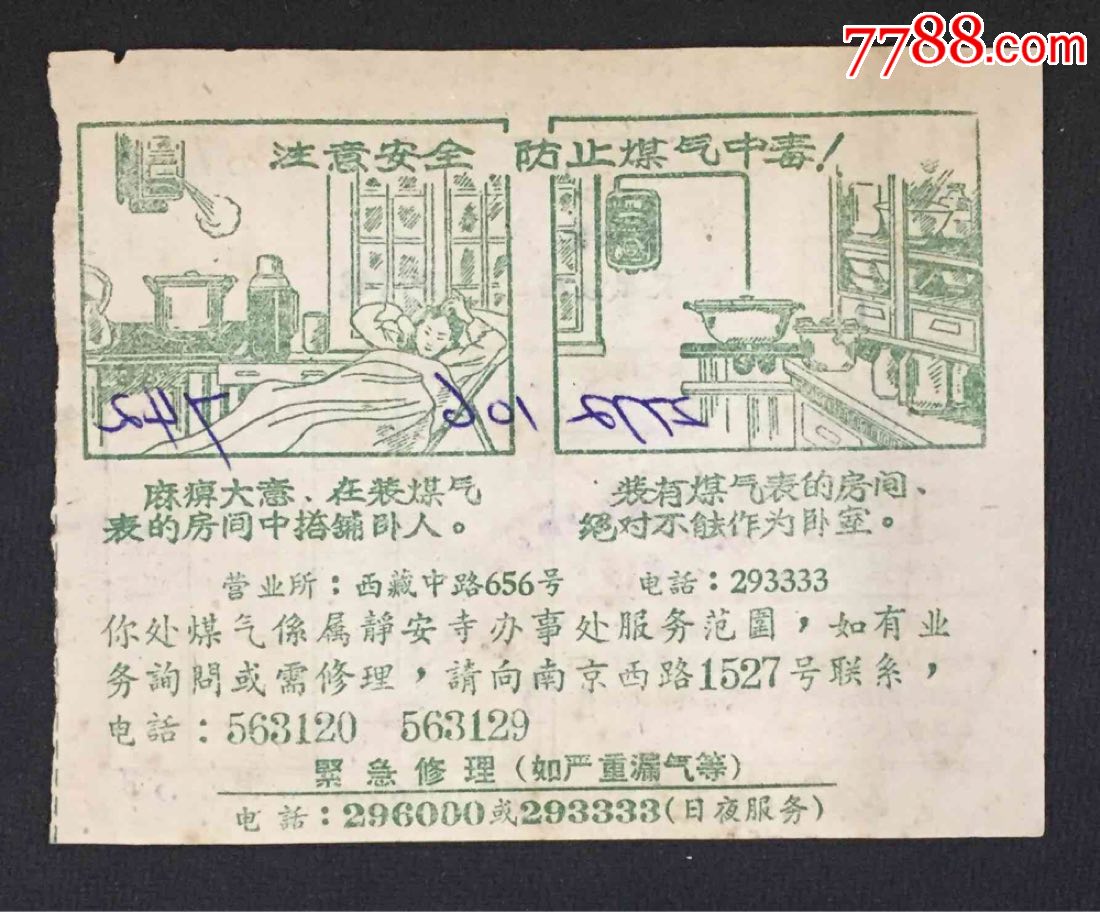 7788.com
注意安全 防止煤气中毒!
麻痹大意、在装煤气
表的房间中搭鋪卧人。
装有煤气表的房间、
絕对不能作为卧室。
营业所:西藏中路656号 电話:293333
你处煤气係属靜安寺办事处服务范圍,如有业
务詢問或需修理,請向南京西路1527号联系,
电話:563120 563129
緊急修理(如严重漏气等)
电話:296000或293333(日夜服务)